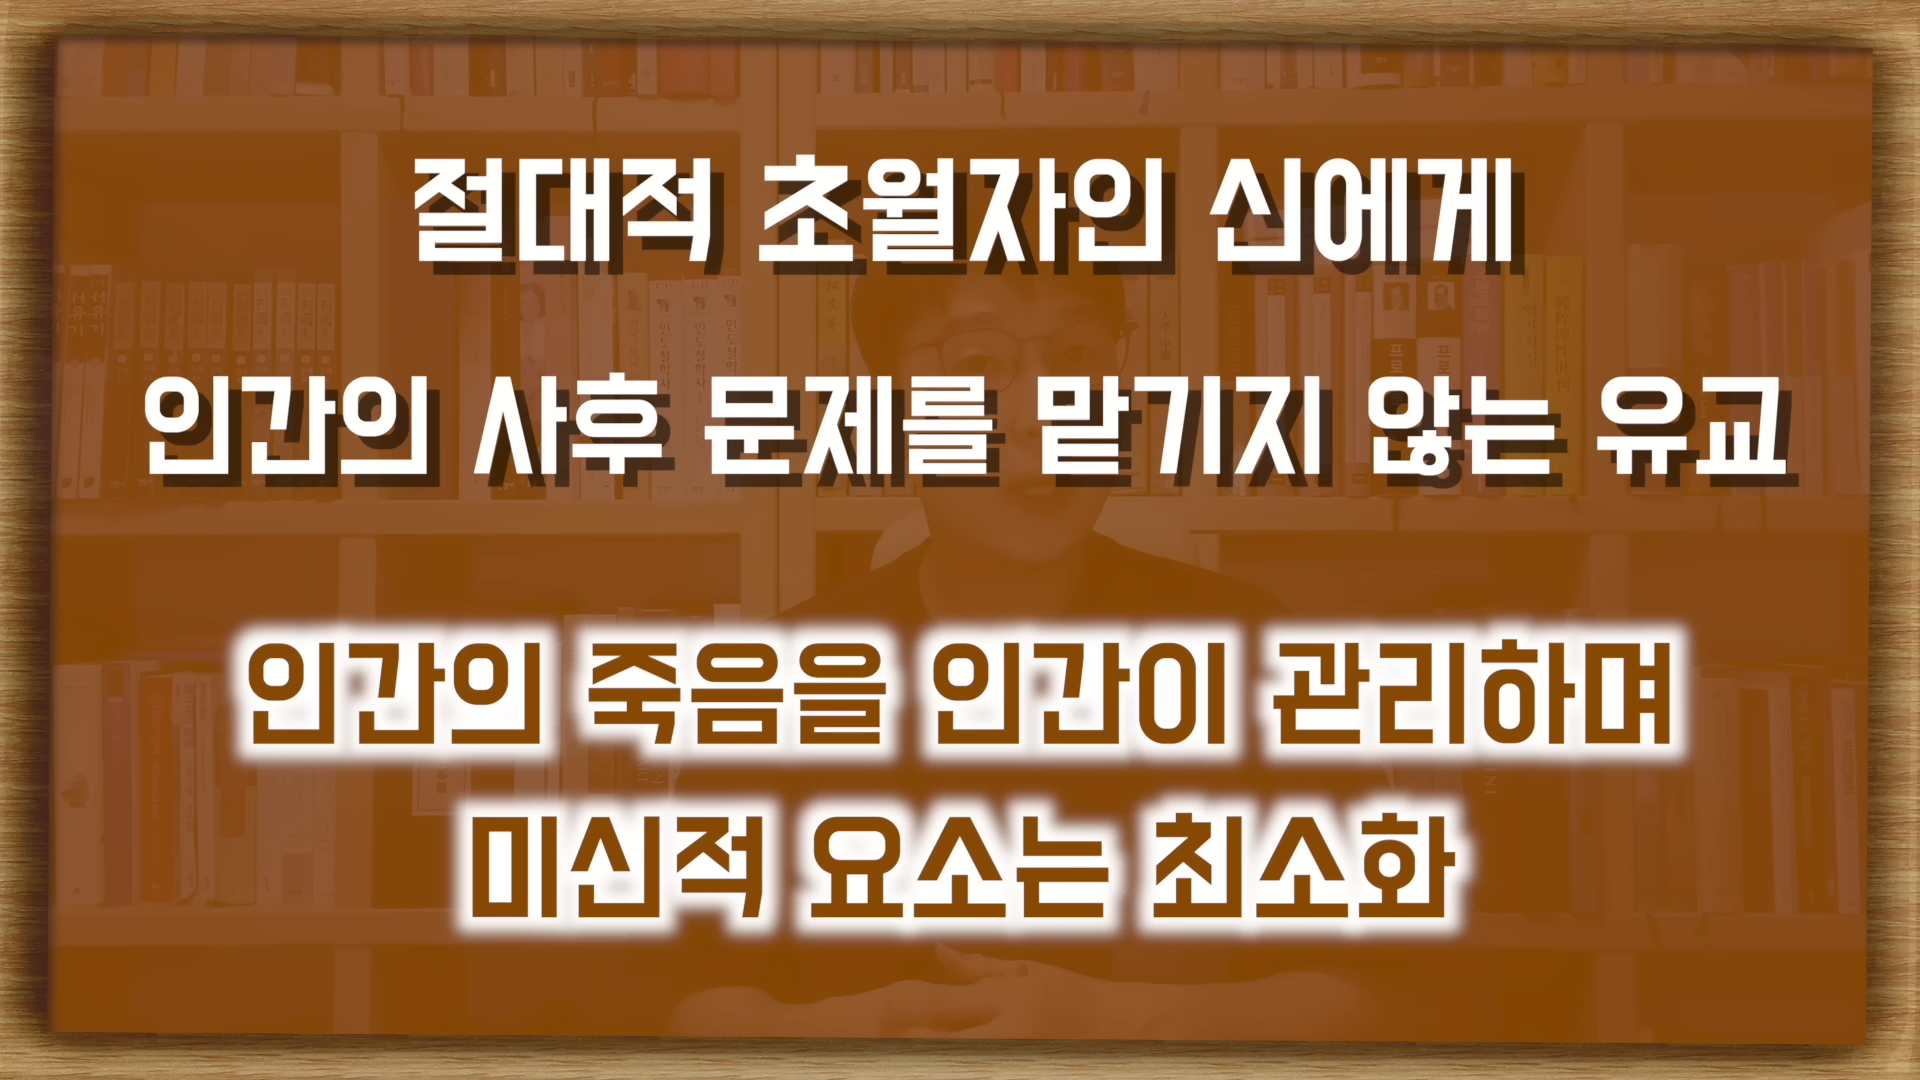 절대적 초월자인 신에게
인간의 사후 문제를 맡기지 않는 유교
인간의 죽음을 인간이 관리하며
미신적 요소는 최소화